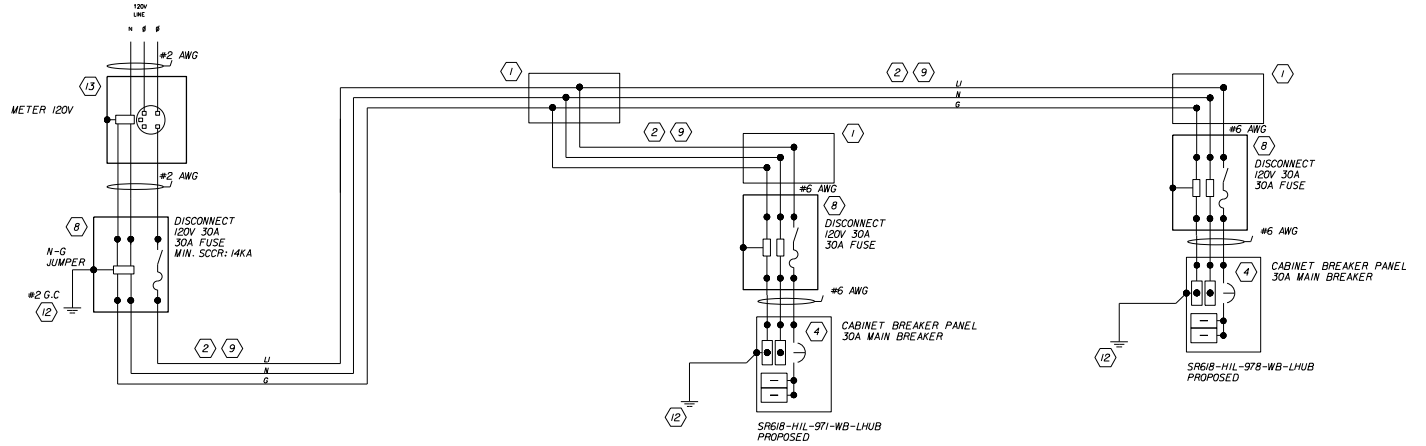 120V
LINE
N Ø Ø
#2 AWG
13
METER 120V
#2 AWG
8
DISCONNECT
120V 30A
30A FUSE
MIN. SCCR: 14KA
N-G
JUMPER
#2 G.C
12
2 9
U
N
G
1
2 9
U
N
G
1
2 9
1
#6 AWG
8
DISCONNECT
120V 30A
30A FUSE
#6 AWG
4
CABINET BREAKER PANEL
30A MAIN BREAKER
12
SR618-HIL-971-WB-LHUB
PROPOSED
#6 AWG
8
DISCONNECT
120V 30A
30A FUSE
#6 AWG
4
CABINET BREAKER PANEL
30A MAIN BREAKER
12
SR618-HIL-978-WB-LHUB
PROPOSED